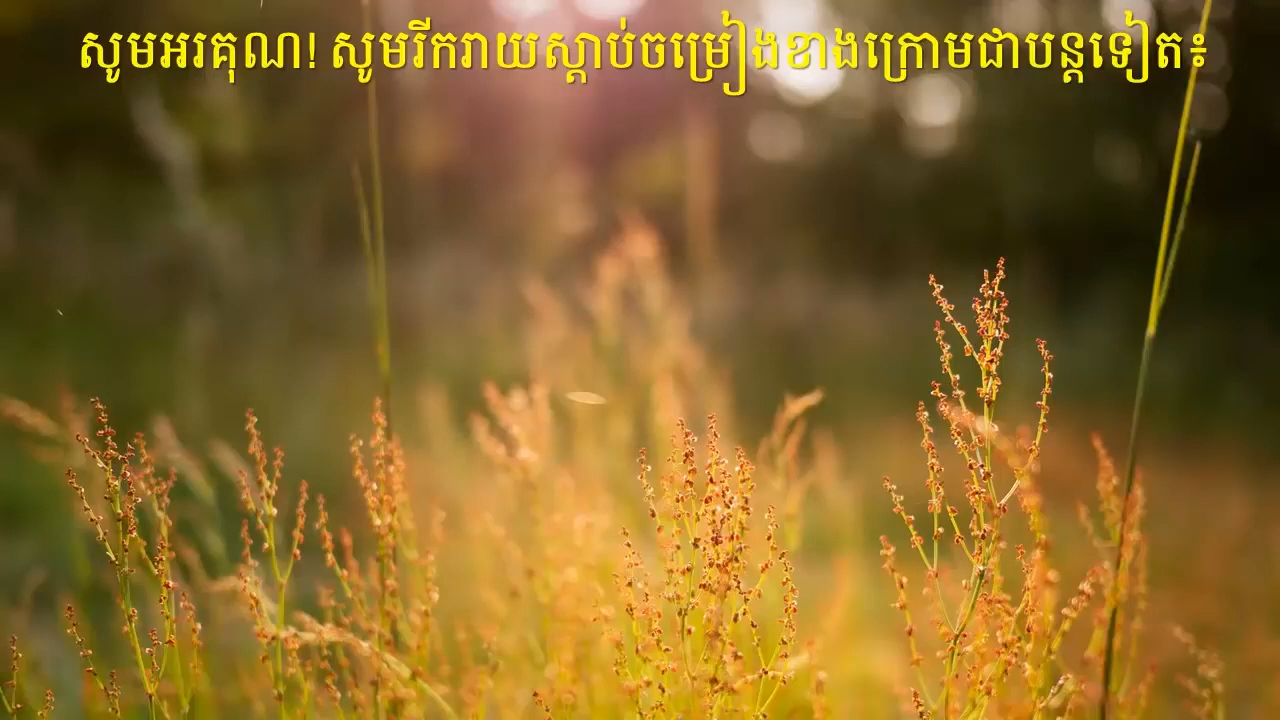 សូមអរគុណ! សូមរីករាយស្ដាប់ចម្រៀងខាងក្រោមជាបន្តទៀត៖